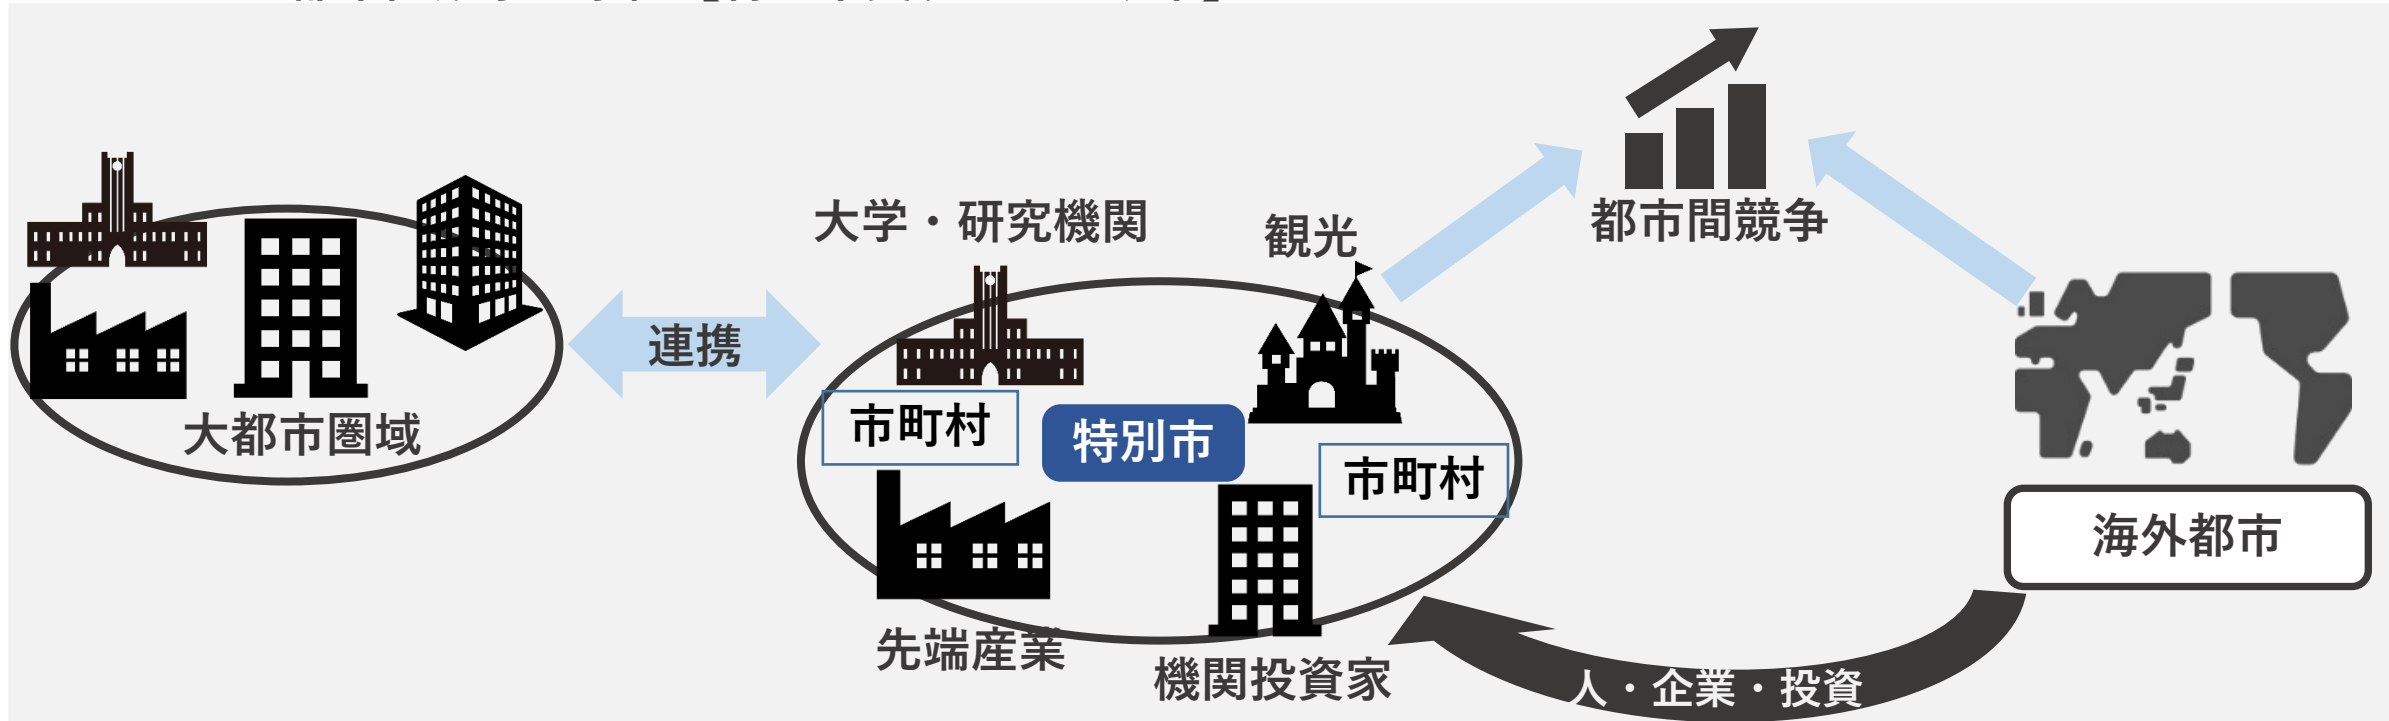 大学・研究機関
観光
都市間競争
連携
大都市圏域
市町村
特別市
市町村
海外都市
先端産業
機関投資家
人・企業・投資